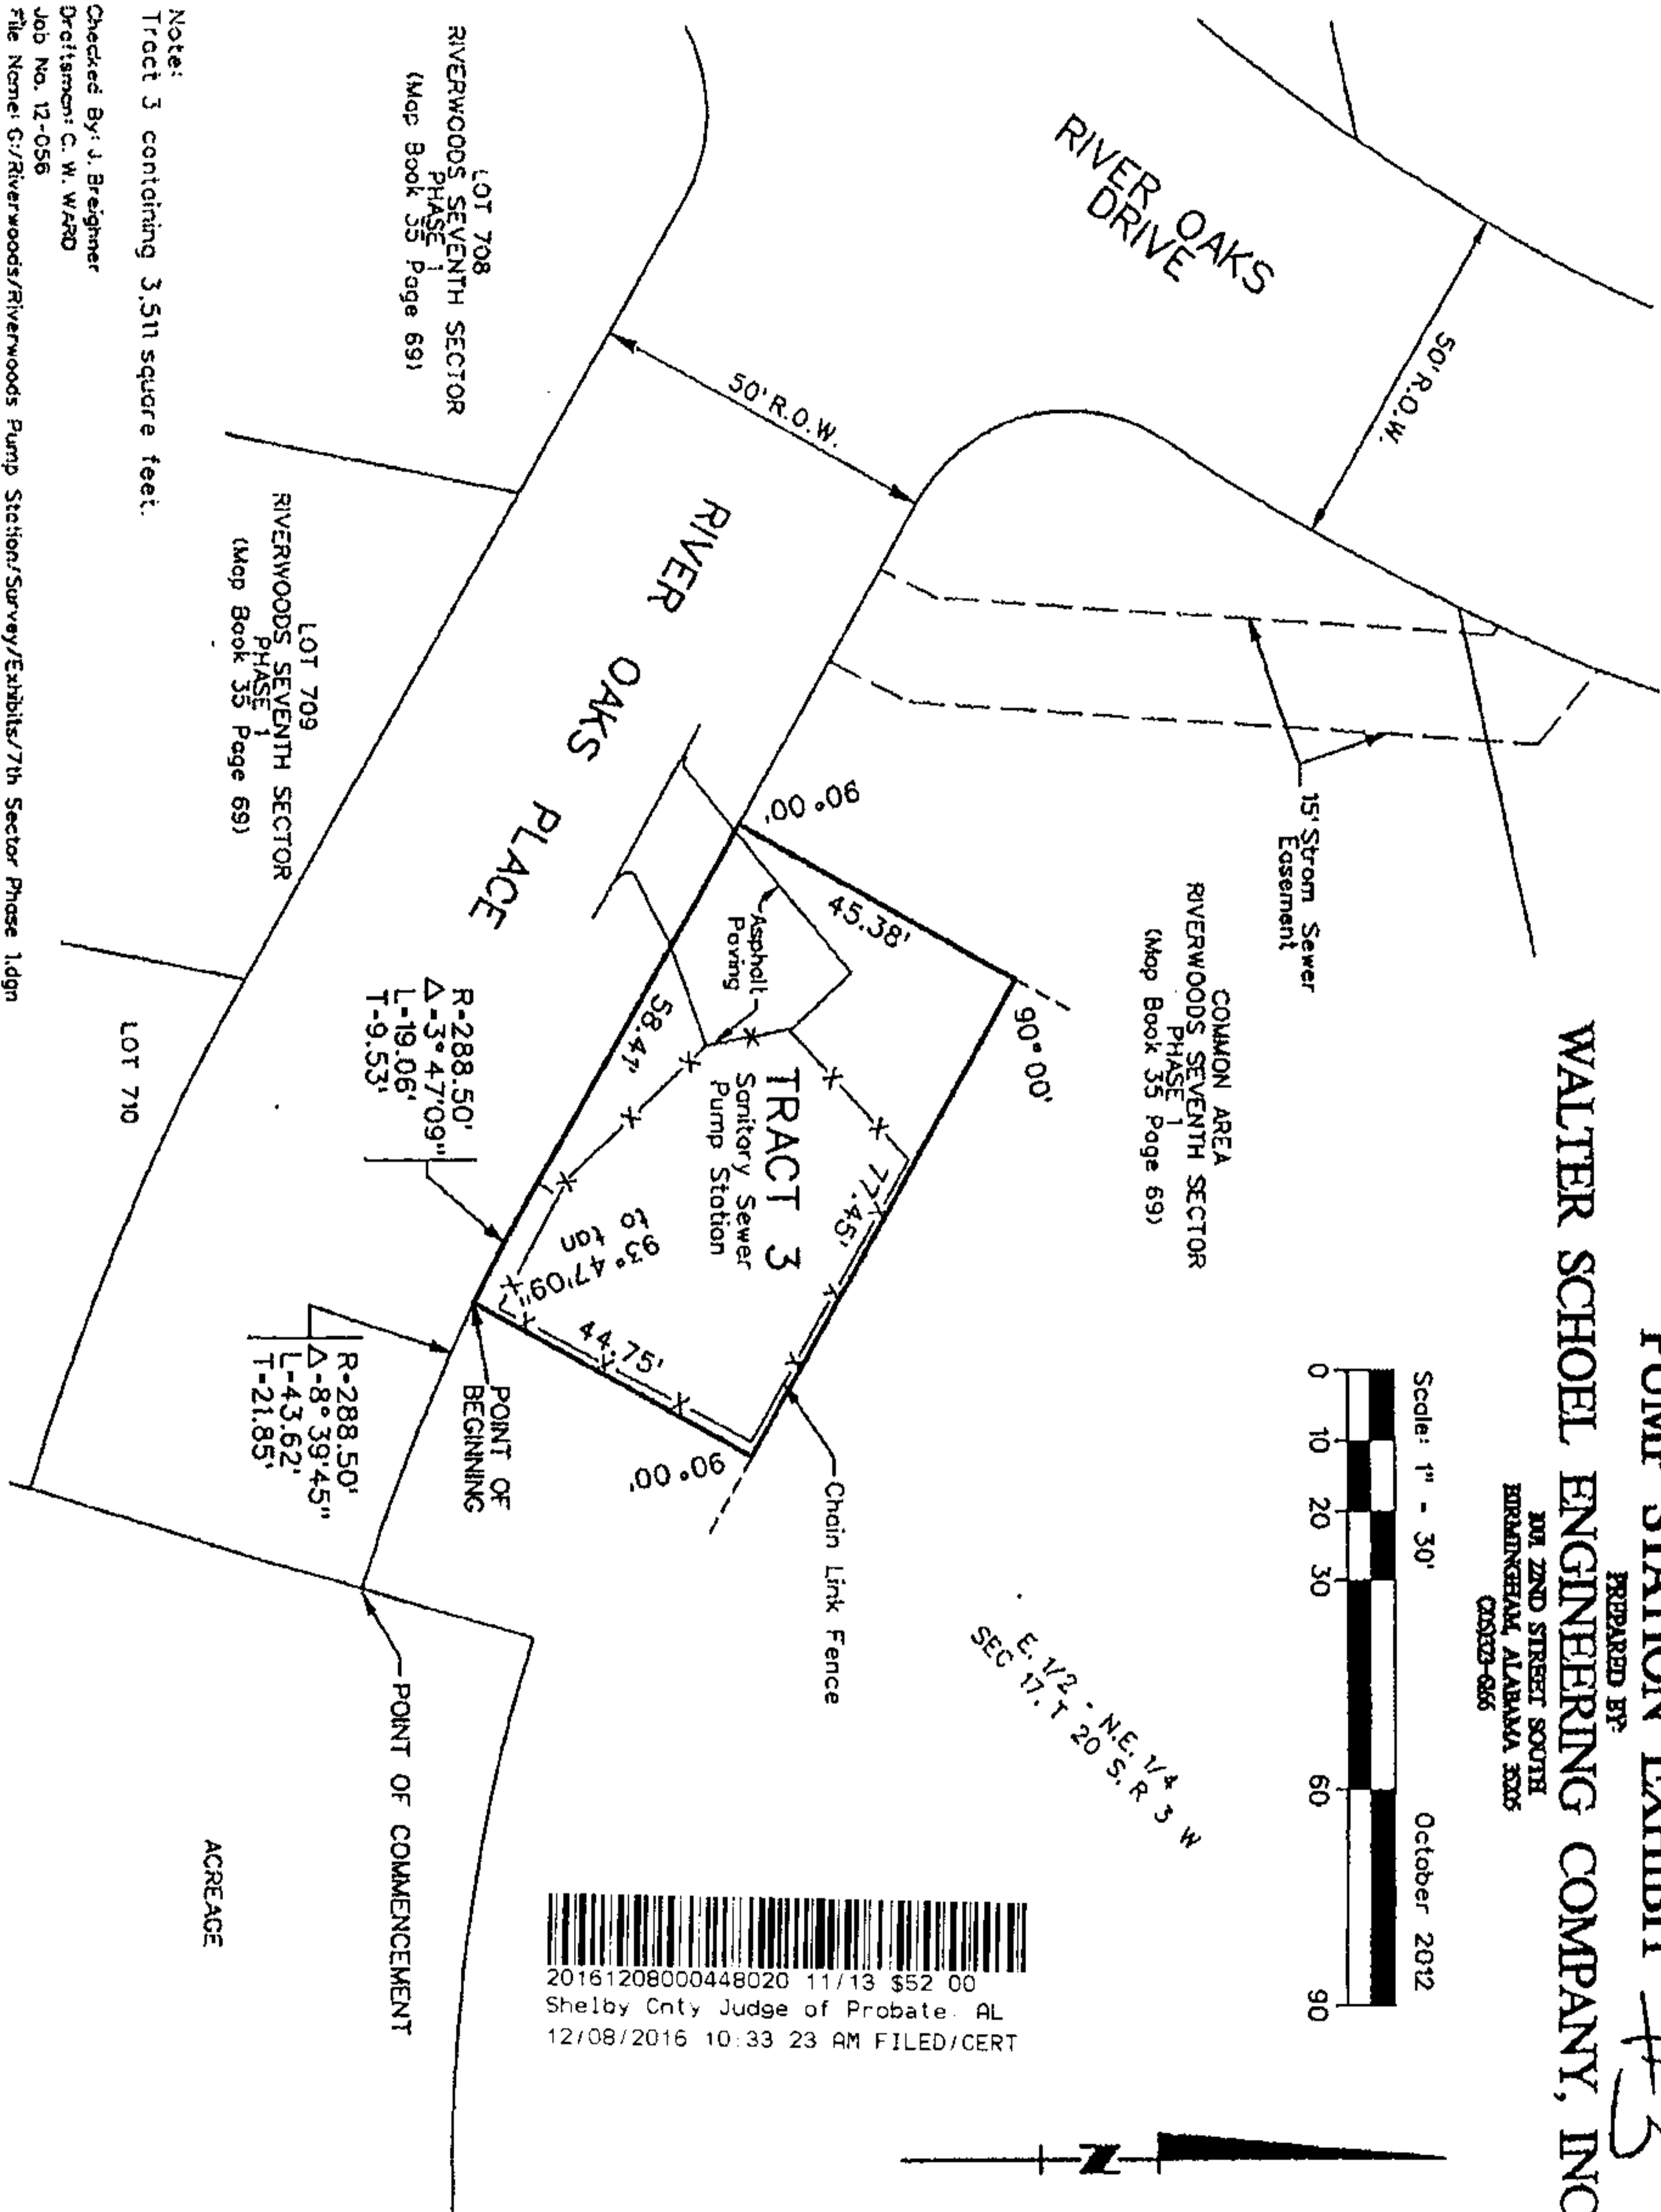 PUMP STATION EXHIBIT #3
PREPARED BY:
WALTER SCHOEL ENGINEERING COMPANY, INC
1001 22ND STREET SOUTH
BIRMINGHAM, ALABAMA 35205
(205)323-6166
Scale: 1" - 30'
October 2012
0 10 20 30 60 90
N
E. 1/2 - N.E. 1/4
SEC 17, T 20 S, R 3 W
RIVER OAKS
DRIVE
50' R.O.W.
15' Strom Sewer
Easement
COMMON AREA
RIVERWOODS SEVENTH SECTOR
PHASE 1
(Map Book 35 Page 69)
50' R.O.W.
RIVER OAKS PLACE
90° 00'
45.38'
90° 00'
77.45'
Asphalt
Paving
58.41'
TRACT 3
Sanitary Sewer
Pump Station
93° 47'09"
to tan
44.75'
90° 00'
Chain Link Fence
R-288.50'
Δ-3° 47'09"
L-19.06'
T-9.53'
POINT OF
BEGINNING
R-288.50'
Δ-8° 39'45"
L-43.62'
T-21.85'
POINT OF COMMENCEMENT
ACREAGE
LOT 708
RIVERWOODS SEVENTH SECTOR
PHASE 1
(Map Book 35 Page 69)
LOT 709
RIVERWOODS SEVENTH SECTOR
PHASE 1
(Map Book 35 Page 69)
LOT 710
Note:
Tract 3 containing 3,511 square feet.
Checked By: J. Breighner
Draftsman: C. W. WARD
Job No. 12-056
File Name: G:/Riverwoods/Riverwoods Pump Station/Survey/Exhibits/7th Sector Phase 1.dgn
20161208000448020 11/13 $52 00
Shelby Cnty Judge of Probate, AL
12/08/2016 10:33 23 AM FILED/CERT